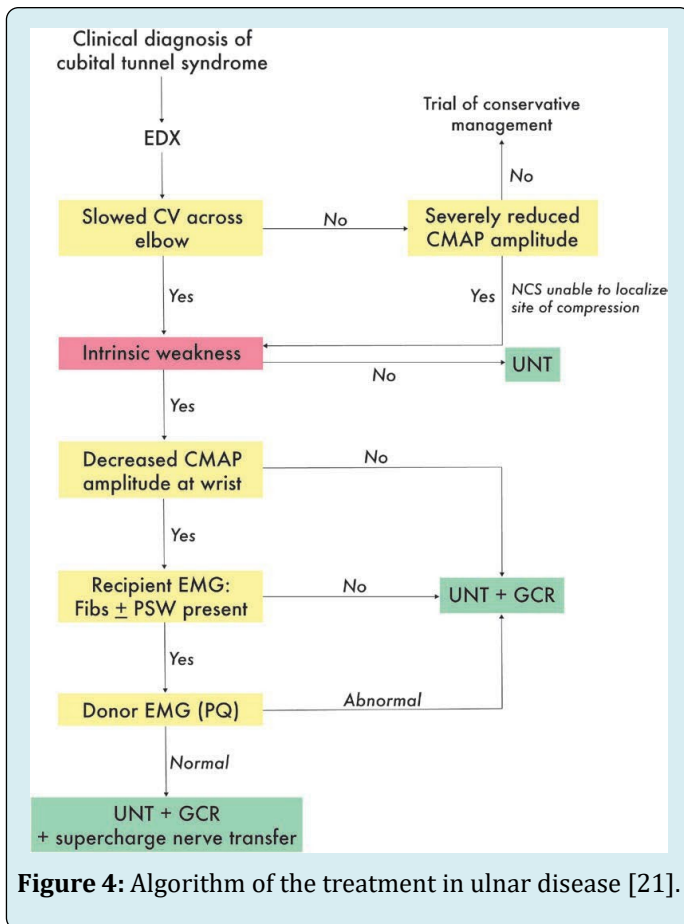 Clinical diagnosis of
cubital tunnel syndrome
EDX
Trial of conservative
management
No
Slowed CV across
elbow
No
Severely reduced
CMAP amplitude
Yes
Yes
NCS unable to localize
site of compression
Intrinsic weakness
No
UNT
Yes
Decreased CMAP
amplitude at wrist
No
Yes
Recipient EMG:
Fibs ± PSW present
No
UNT + GCR
Yes
Donor EMG (PQ)
Abnormal
Normal
UNT + GCR
+ supercharge nerve transfer
Figure 4: Algorithm of the treatment in ulnar disease [21].